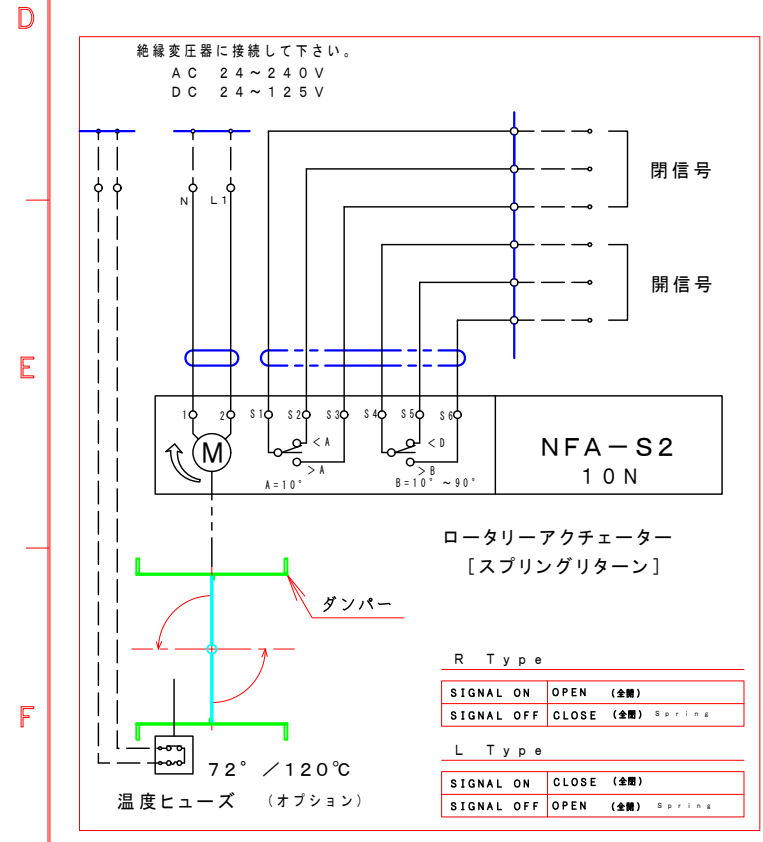 D
絶縁変圧器に接続して下さい。
AC 24~240V
DC 24~125V
閉信号
N L1
開信号
E
1 2 S1 S2 S3 S4 S5 S6
M <A <D
>A >B
A=10° B=10° ~90°
NFA-S2
10N
ロータリーアクチェーター
[スプリングリターン]
ダンパー
R Type
SIGNAL ON OPEN (全開)
SIGNAL OFF CLOSE (全閉) Spring
F
L Type
72° /120℃
SIGNAL ON CLOSE (全閉)
温度ヒューズ (オプション)
SIGNAL OFF OPEN (全開) Spring